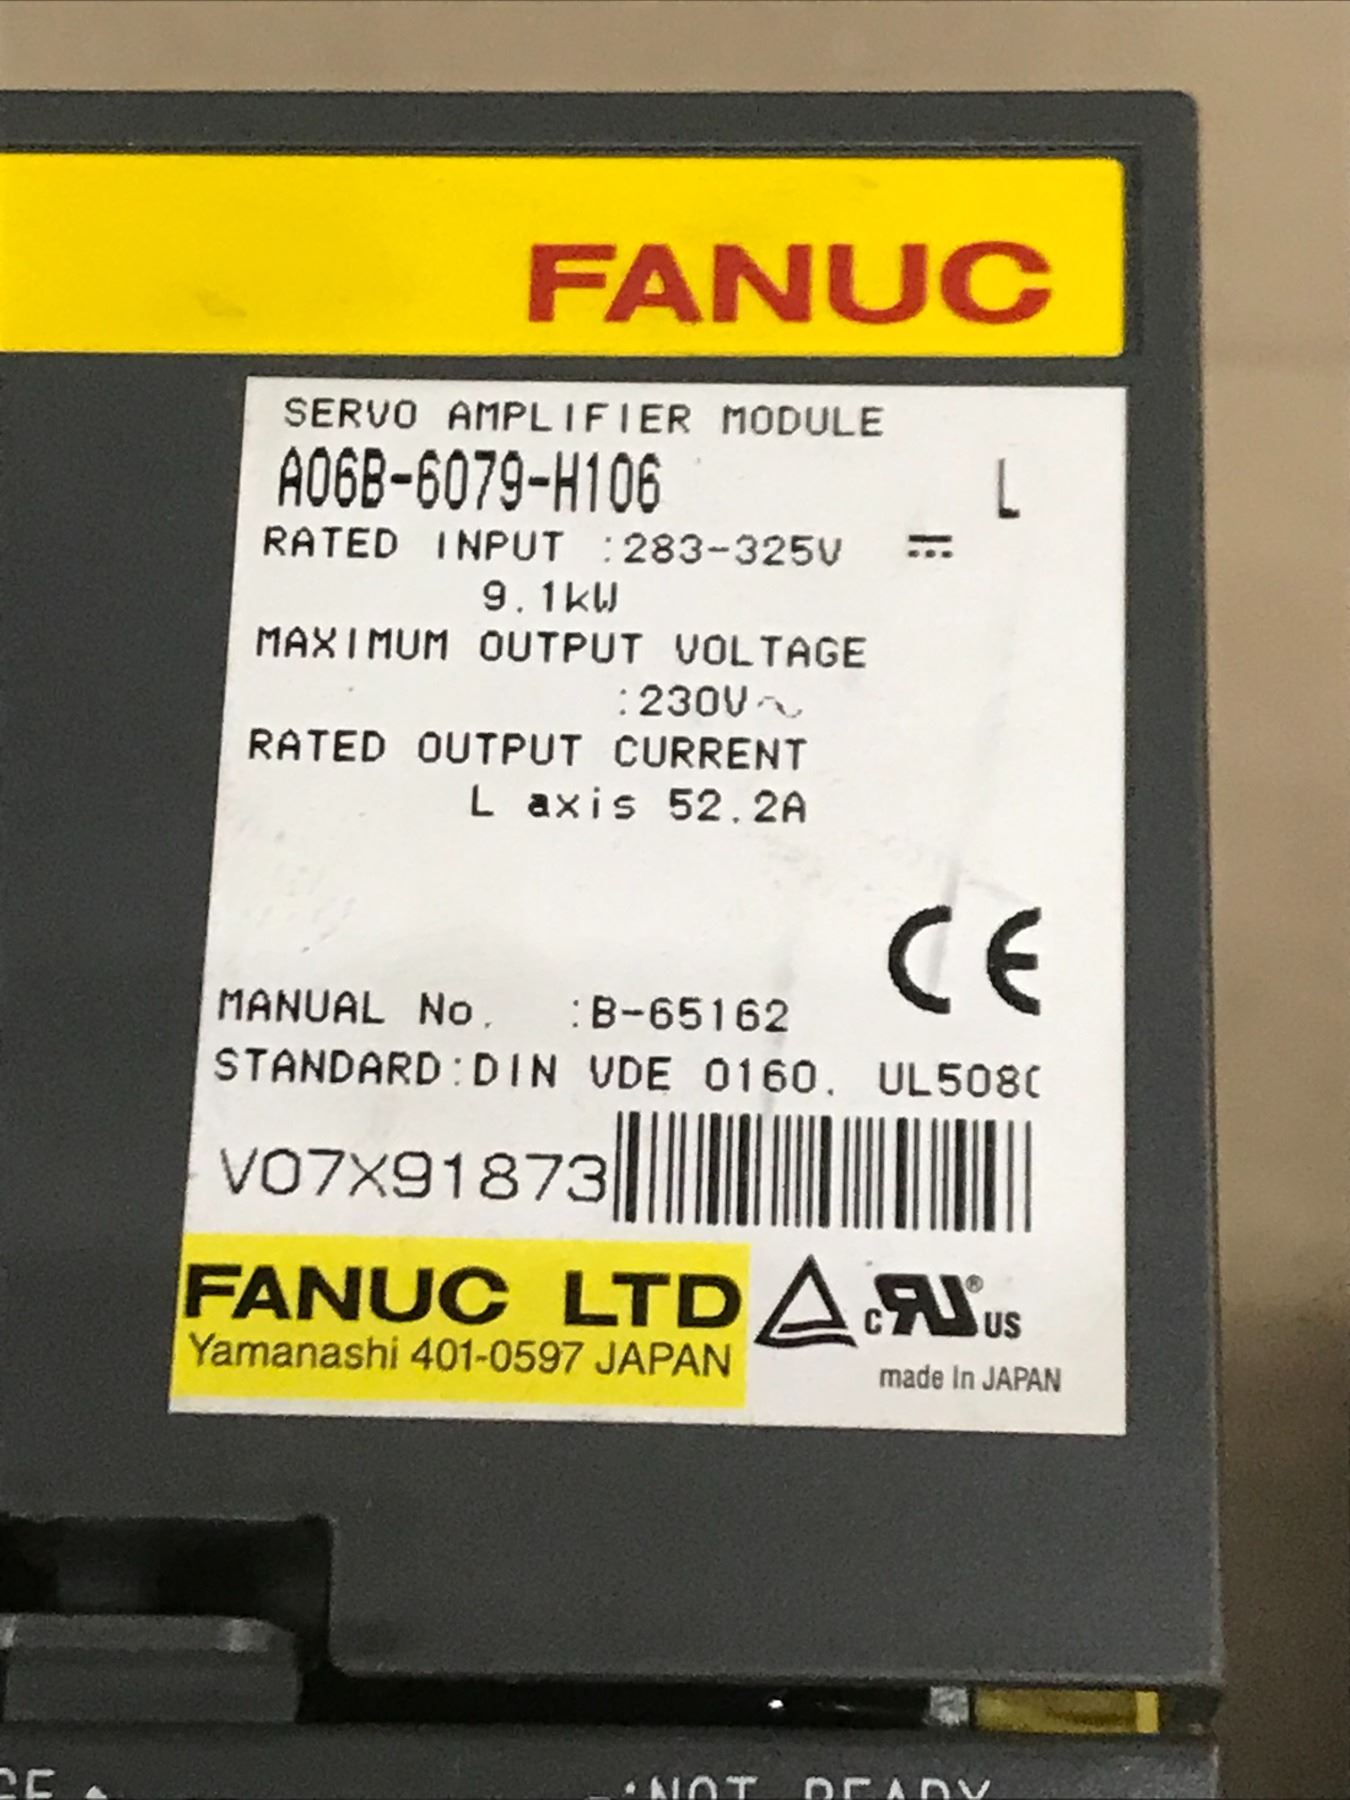 FANUC
SERVO AMPLIFIER MODULE
A06B-6079-H106 L
RATED INPUT :283-325V ⎓
9.1kW
MAXIMUM OUTPUT VOLTAGE
:230V~
RATED OUTPUT CURRENT
L axis 52.2A
CE
MANUAL No. :B-65162
STANDARD:DIN VDE 0160. UL508C
V07X91873
FANUC LTD
Yamanashi 401-0597 JAPAN
c RU ® US
made in JAPAN
-:NOT READY